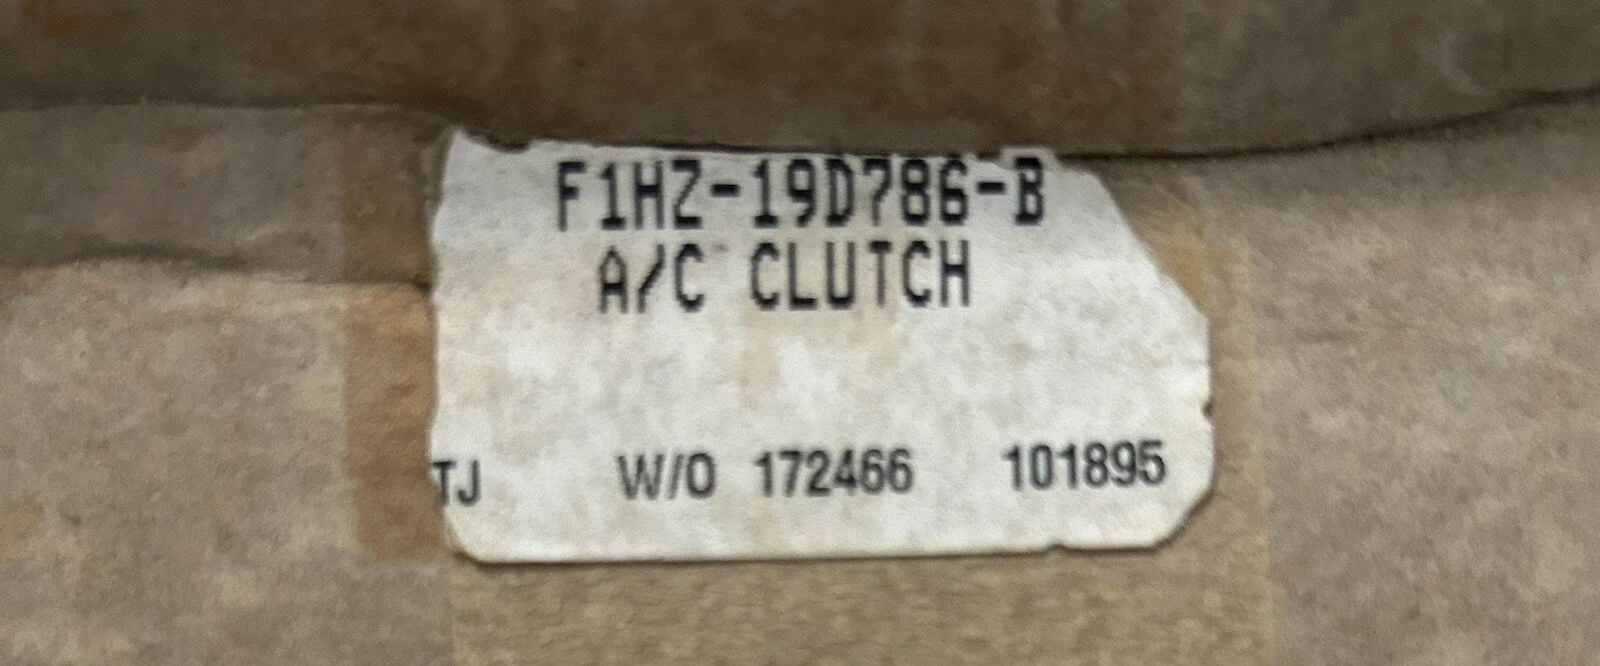 F1HZ-19D786-B
A/C CLUTCH
TJ W/O 172466 101895